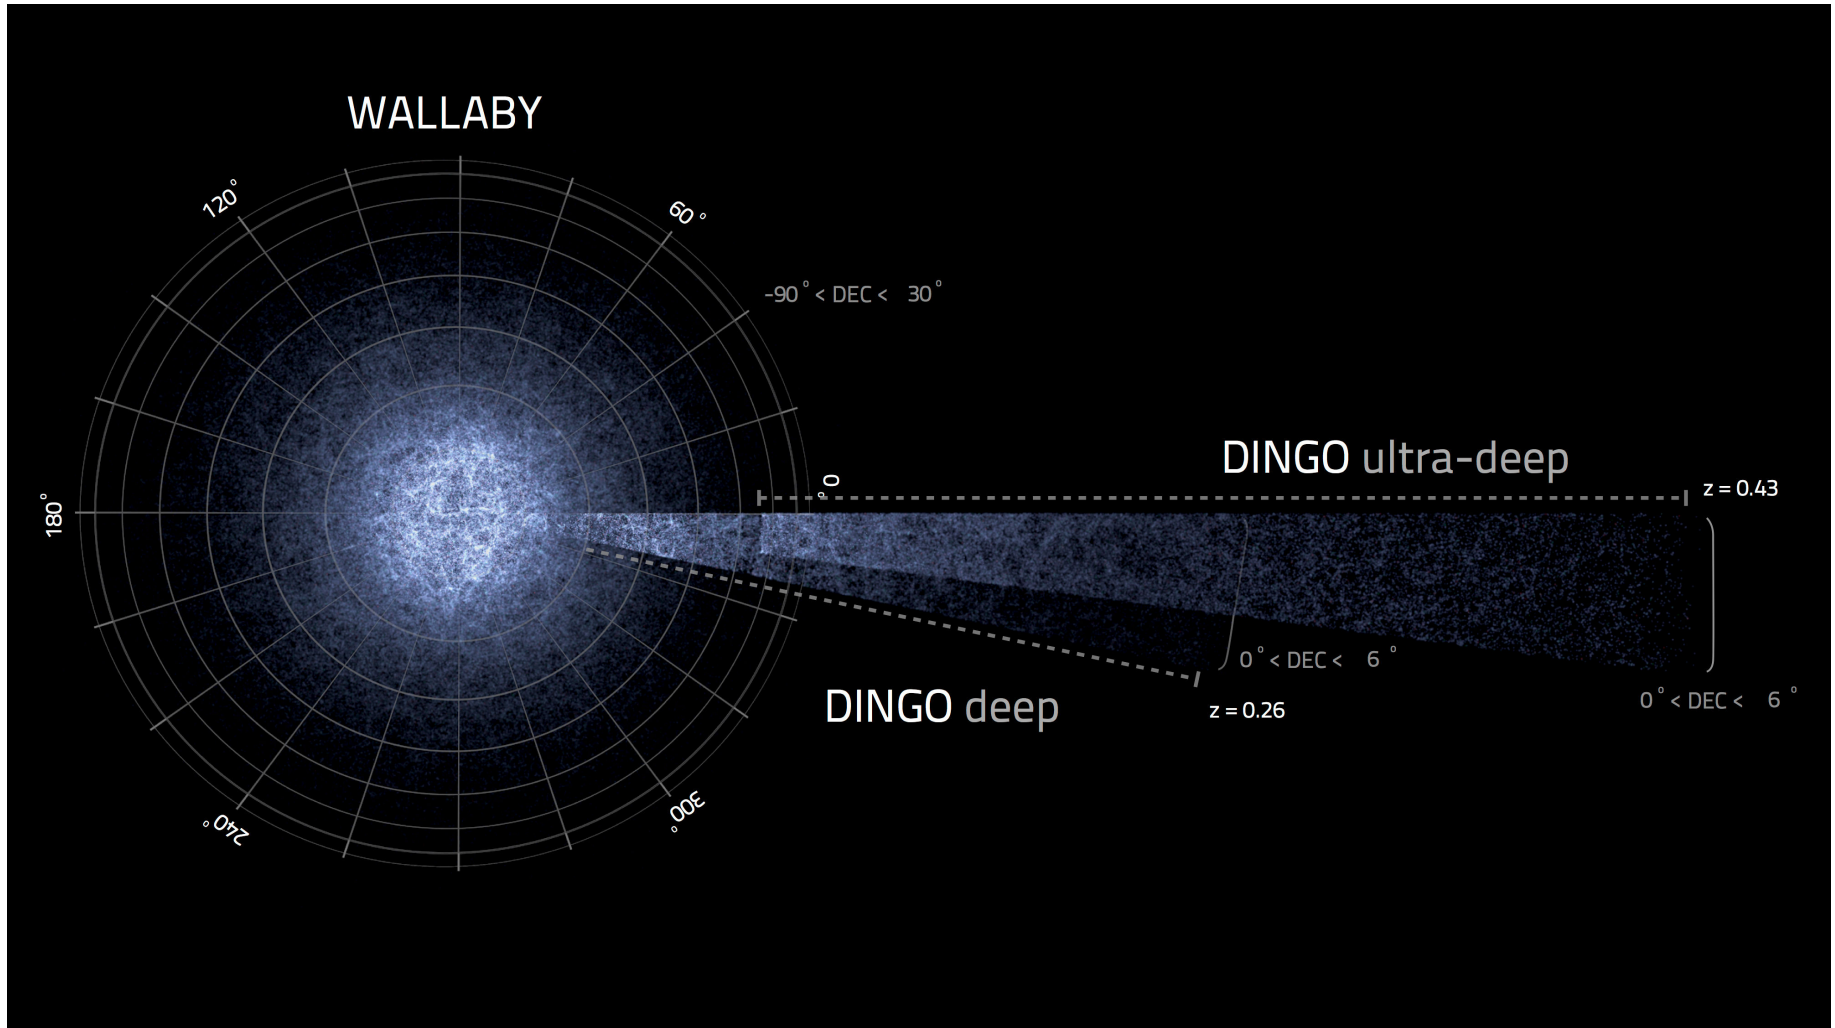 WALLABY
120°
60°
-90° < DEC < 30°
0°
180°
DINGO ultra-deep
z = 0.43
0° < DEC < 6°
z = 0.26
DINGO deep
0° < DEC < 6°
240°
300°